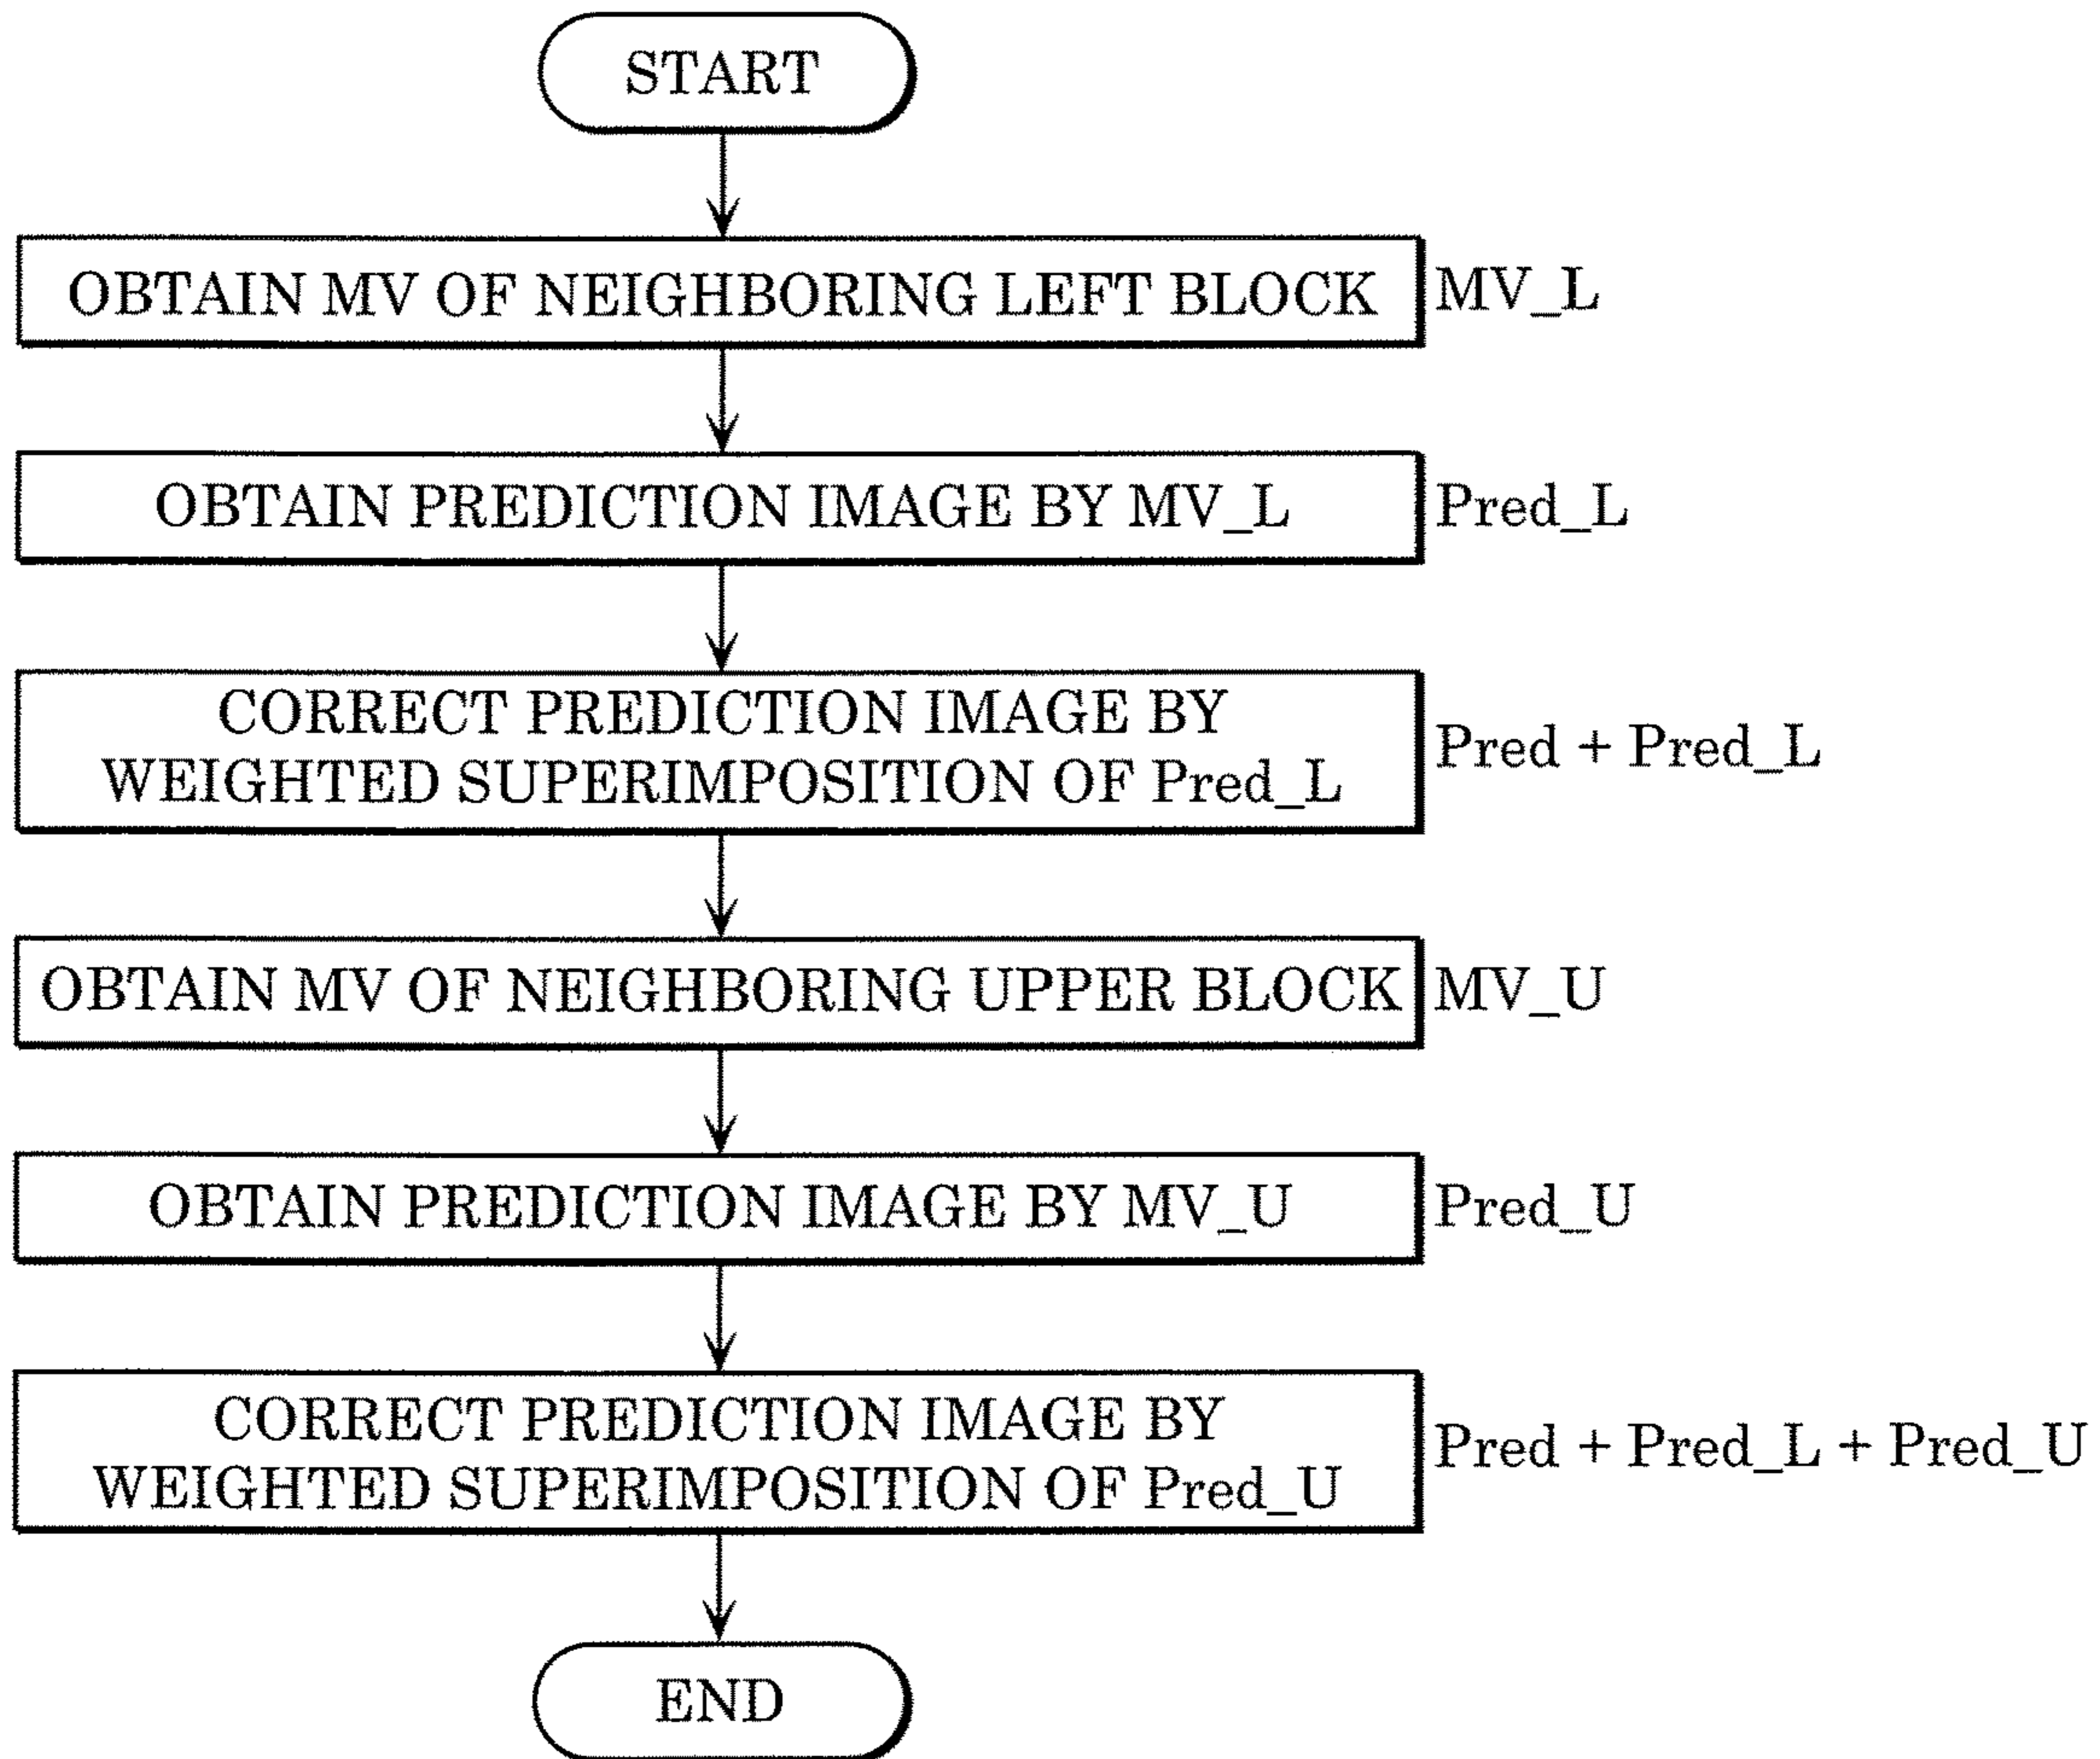 START
OBTAIN MV OF NEIGHBORING LEFT BLOCK
MV_L
OBTAIN PREDICTION IMAGE BY MV_L
Pred_L
CORRECT PREDICTION IMAGE BY
WEIGHTED SUPERIMPOSITION OF Pred_L
Pred + Pred_L
OBTAIN MV OF NEIGHBORING UPPER BLOCK
MV_U
OBTAIN PREDICTION IMAGE BY MV_U
Pred_U
CORRECT PREDICTION IMAGE BY
WEIGHTED SUPERIMPOSITION OF Pred_U
Pred + Pred_L + Pred_U
END